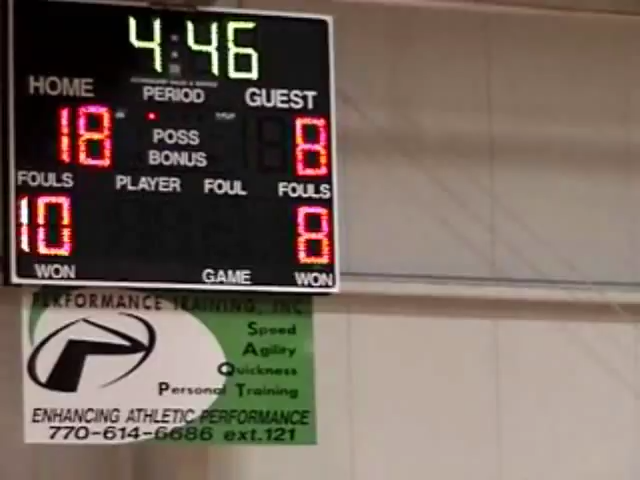 4:46
HOME PERIOD GUEST
18 POSS 8
BONUS
FOULS PLAYER FOUL FOULS
10 8
WON GAME WON
PERFORMANCE TRAINING, INC
Speed
Agility
Quickness
Personal Training
ENHANCING ATHLETIC PERFORMANCE
770-614-6686 ext.121